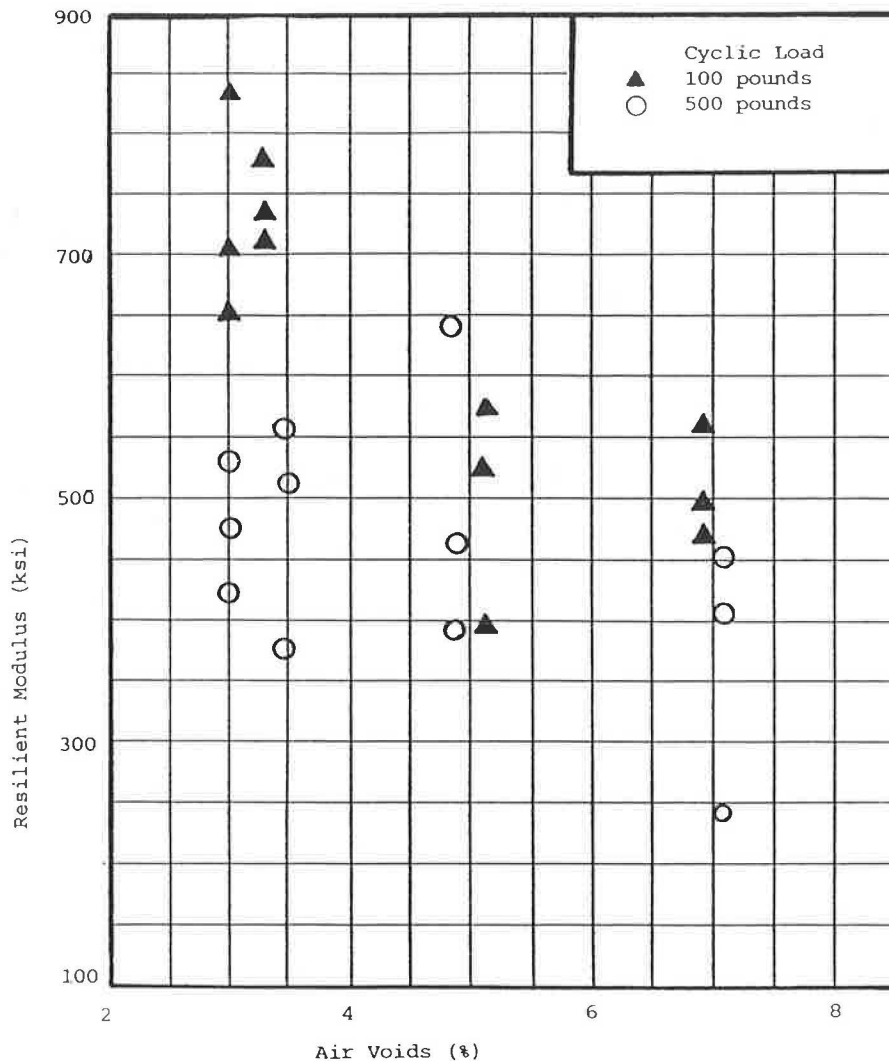 900
Cyclic Load
100 pounds
500 pounds
700
500
300
100
Resilient Modulus (ksi)
2
4
6
8
Air Voids (%)